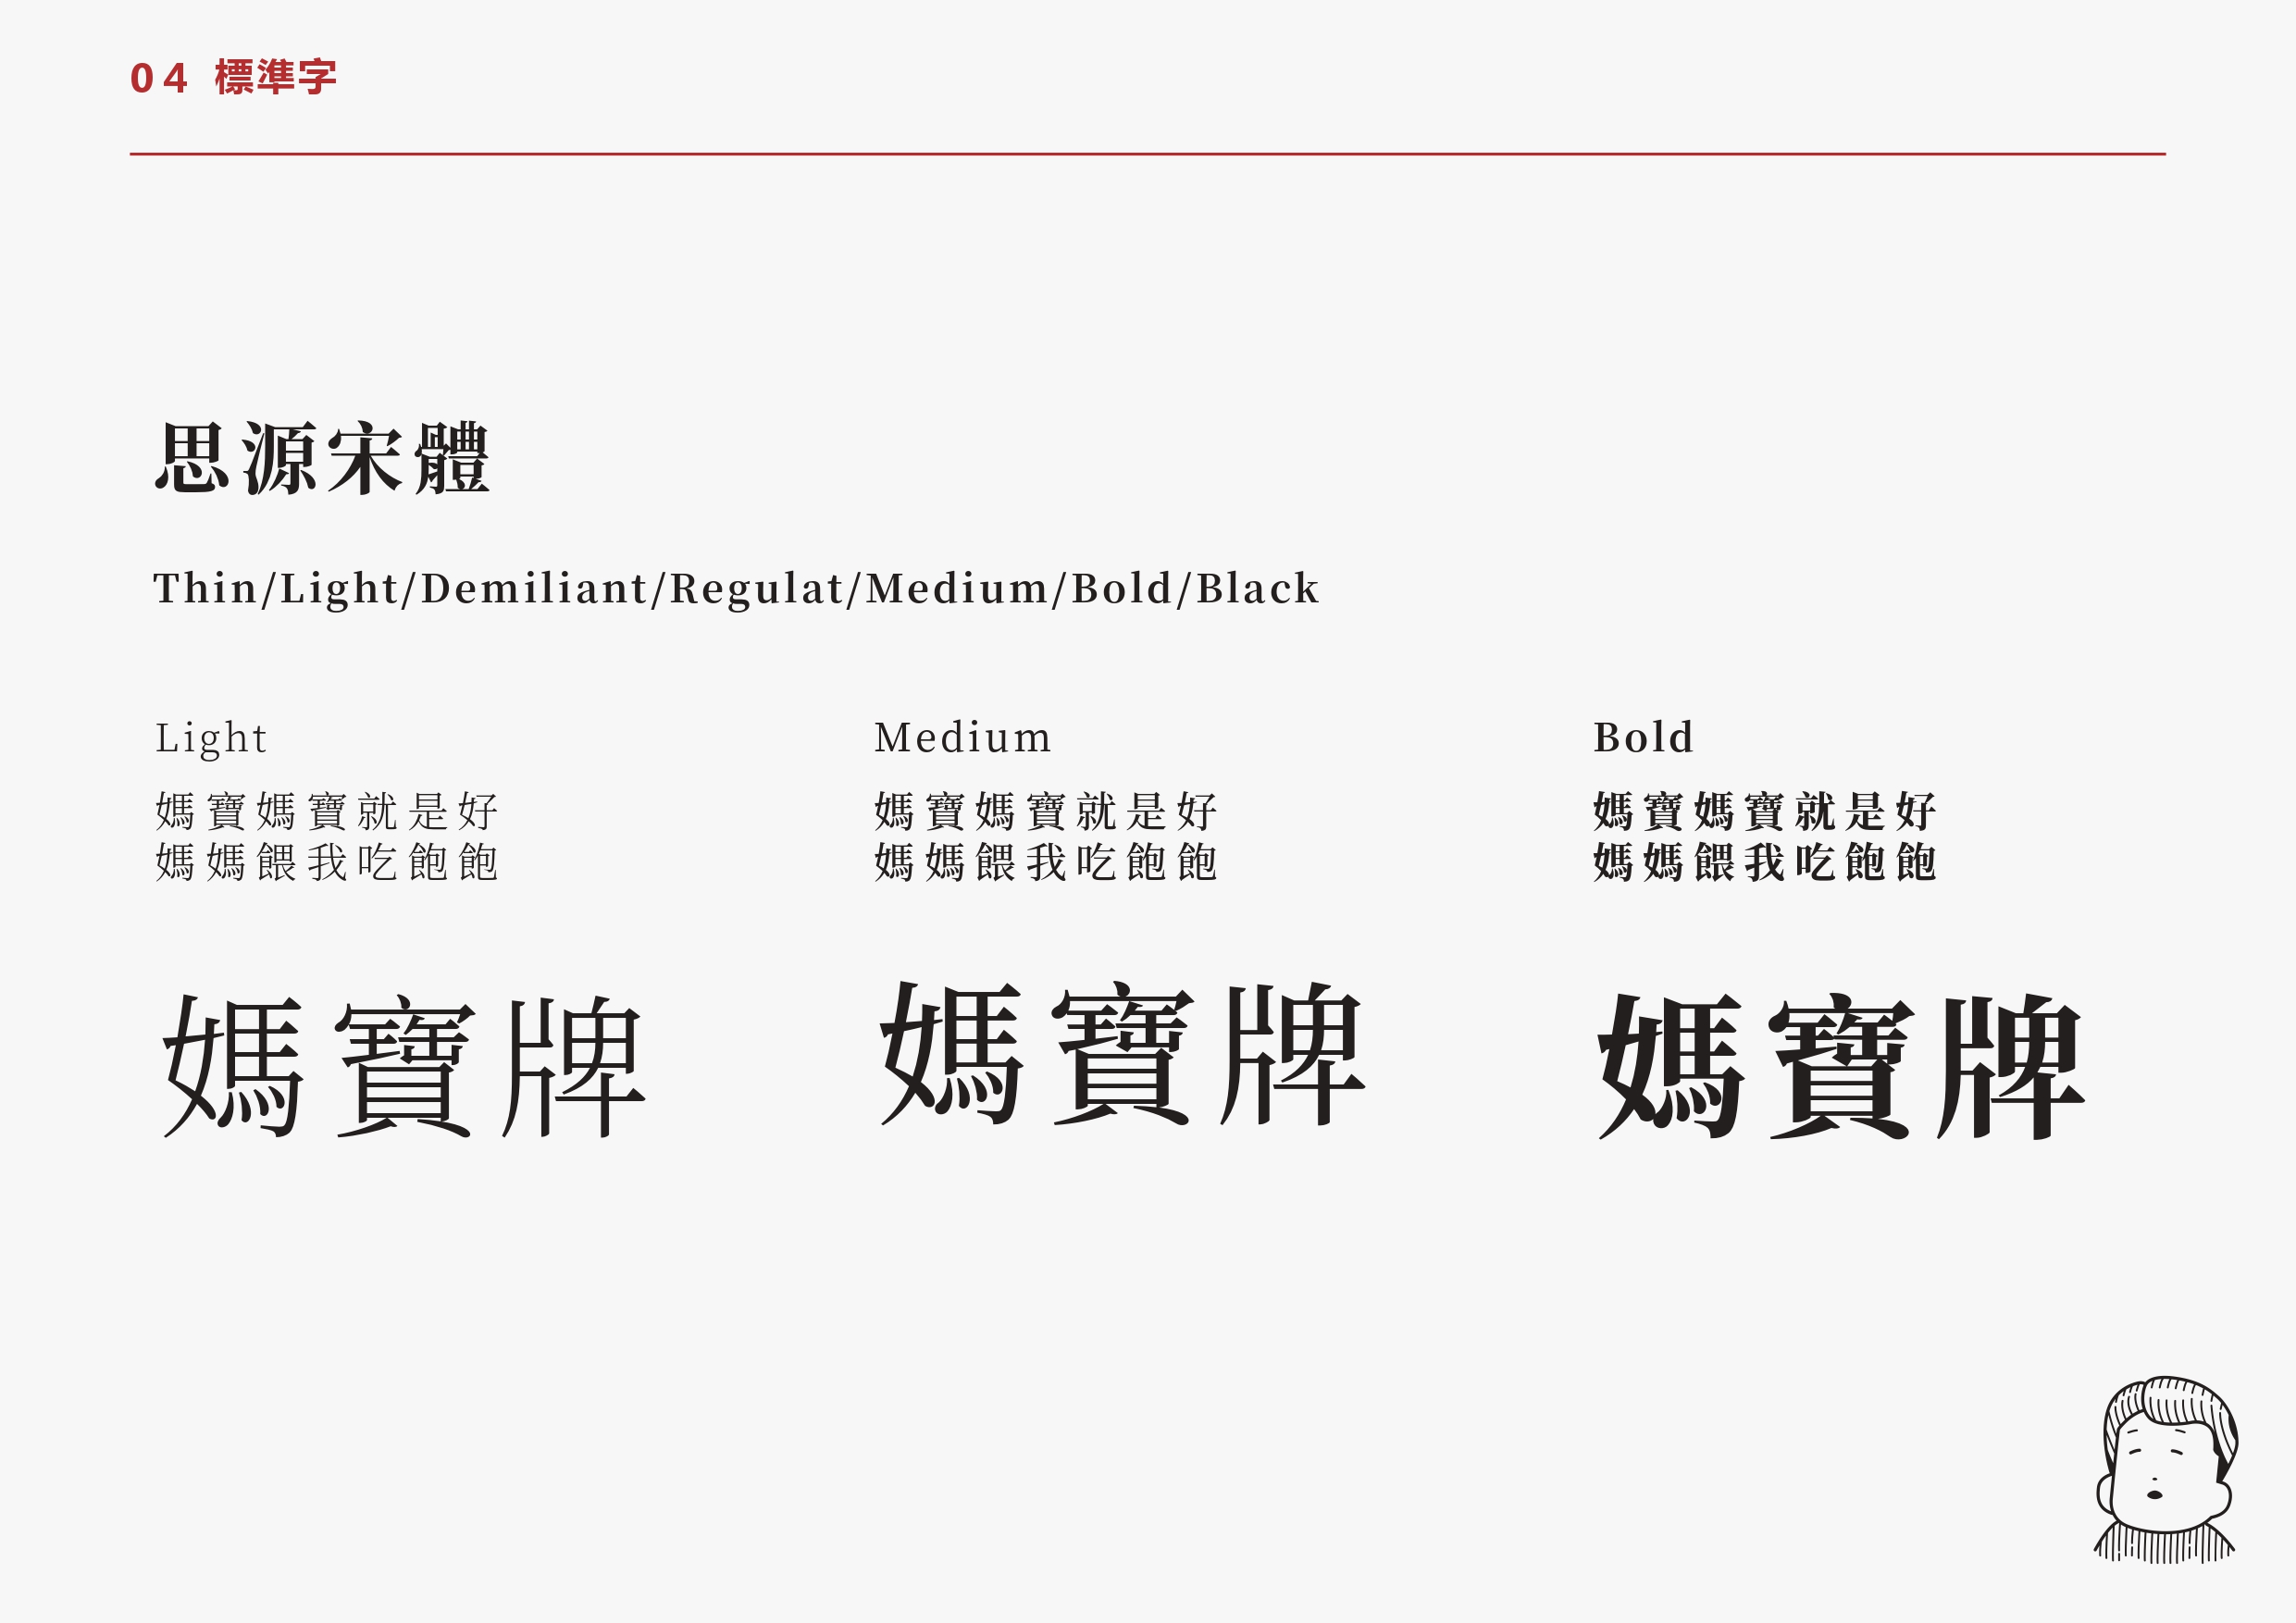 04 標準字
思源宋體
Thin/Light/Demiliant/Regulat/Medium/Bold/Black
Light
媽寶媽寶就是好
媽媽餵我吃飽飽
媽寶牌
Medium
媽寶媽寶就是好
媽媽餵我吃飽飽
媽寶牌
Bold
媽寶媽寶就是好
媽媽餵我吃飽飽
媽寶牌